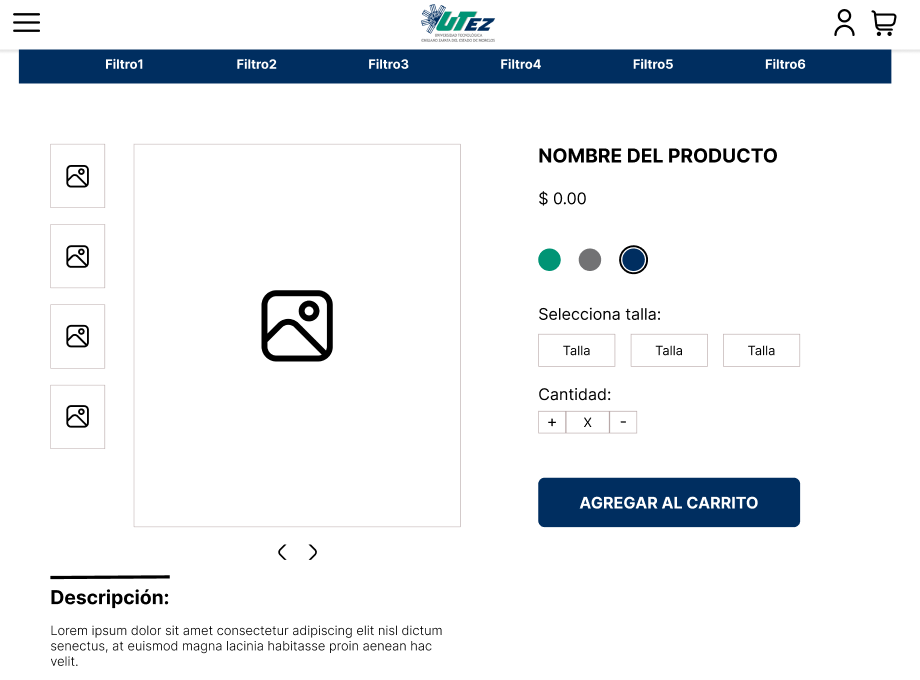 UTEZ
UNIVERSIDAD TECNOLÓGICA
EMILIANO ZAPATA DEL ESTADO DE MORELOS
Filtro1 Filtro2 Filtro3 Filtro4 Filtro5 Filtro6
NOMBRE DEL PRODUCTO
$ 0.00
Selecciona talla:
Talla Talla Talla
Cantidad:
+ X -
AGREGAR AL CARRITO
Descripción:
Lorem ipsum dolor sit amet consectetur adipiscing elit nisl dictum
senectus, at euismod magna lacinia habitasse proin aenean hac
velit.